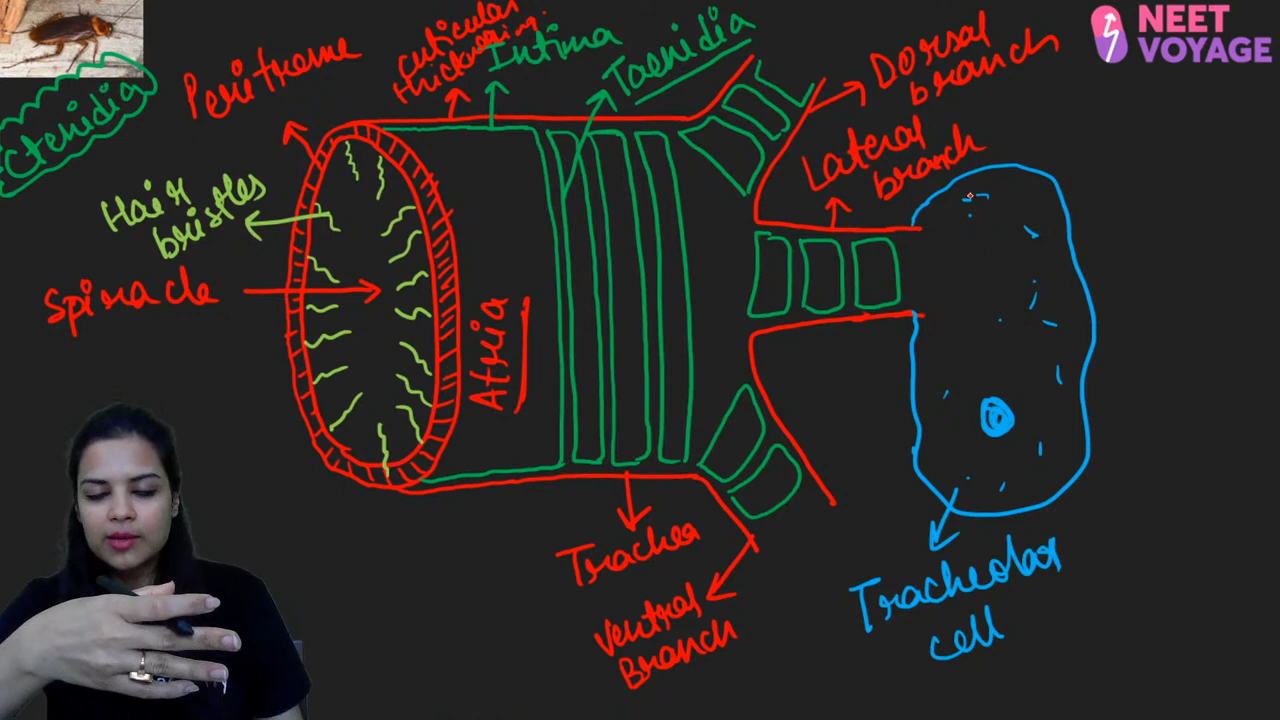 NEET
VOYAGE
Ctenidia
Peritreme
cuticular
thickening.
Intima
Taenidia
Dorsal
branch
Lateral
branch
Hair
bristles
Spiracle
Atria
Trachea
Ventral
Branch
Tracheolar
cell